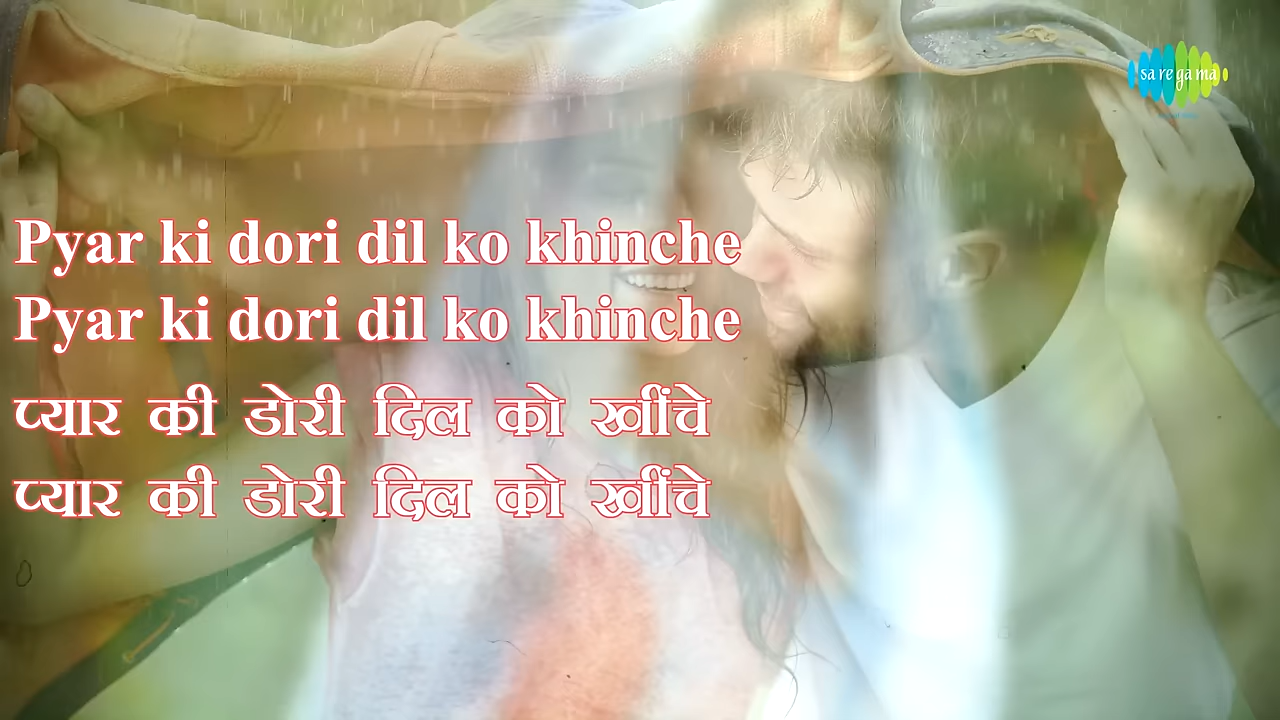 sa re ga ma
Pyar ki dori dil ko khinche
Pyar ki dori dil ko khinche
प्यार की डोरी दिल को खींचे
प्यार की डोरी दिल को खींचे